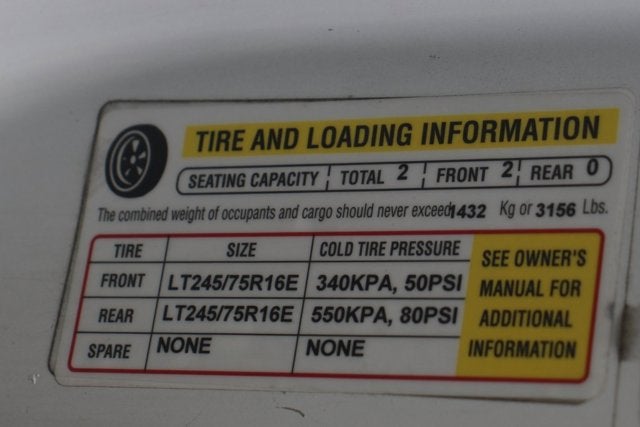 TIRE AND LOADING INFORMATION
SEATING CAPACITY TOTAL 2 FRONT 2 REAR 0
The combined weight of occupants and cargo should never exceed 1432 Kg or 3156 Lbs.
TIRE SIZE COLD TIRE PRESSURE
FRONT LT245/75R16E 340KPA, 50PSI
REAR LT245/75R16E 550KPA, 80PSI
SPARE NONE NONE
SEE OWNER'S
MANUAL FOR
ADDITIONAL
INFORMATION